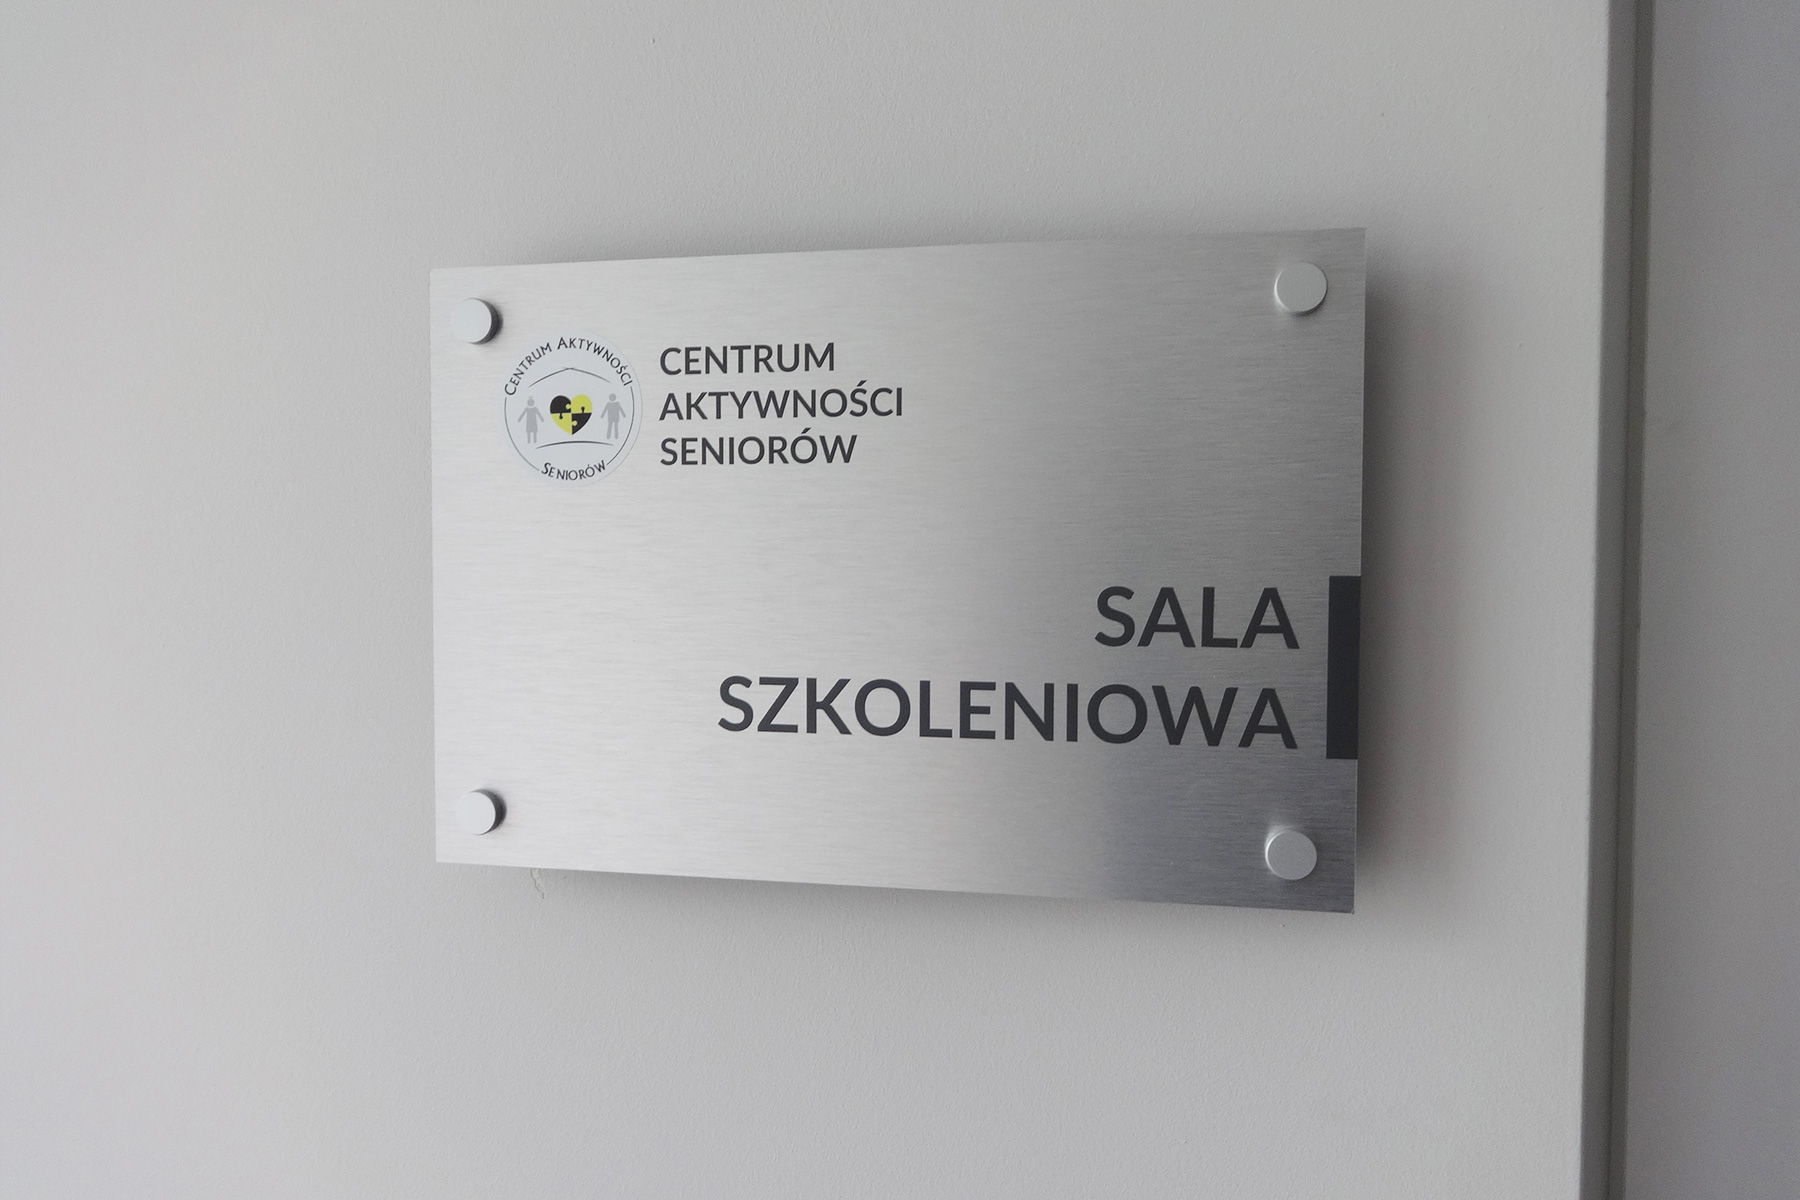 CENTRUM AKTYWNOŚCI
SENIORÓW
CENTRUM
AKTYWNOŚCI
SENIORÓW
SALA
SZKOLENIOWA